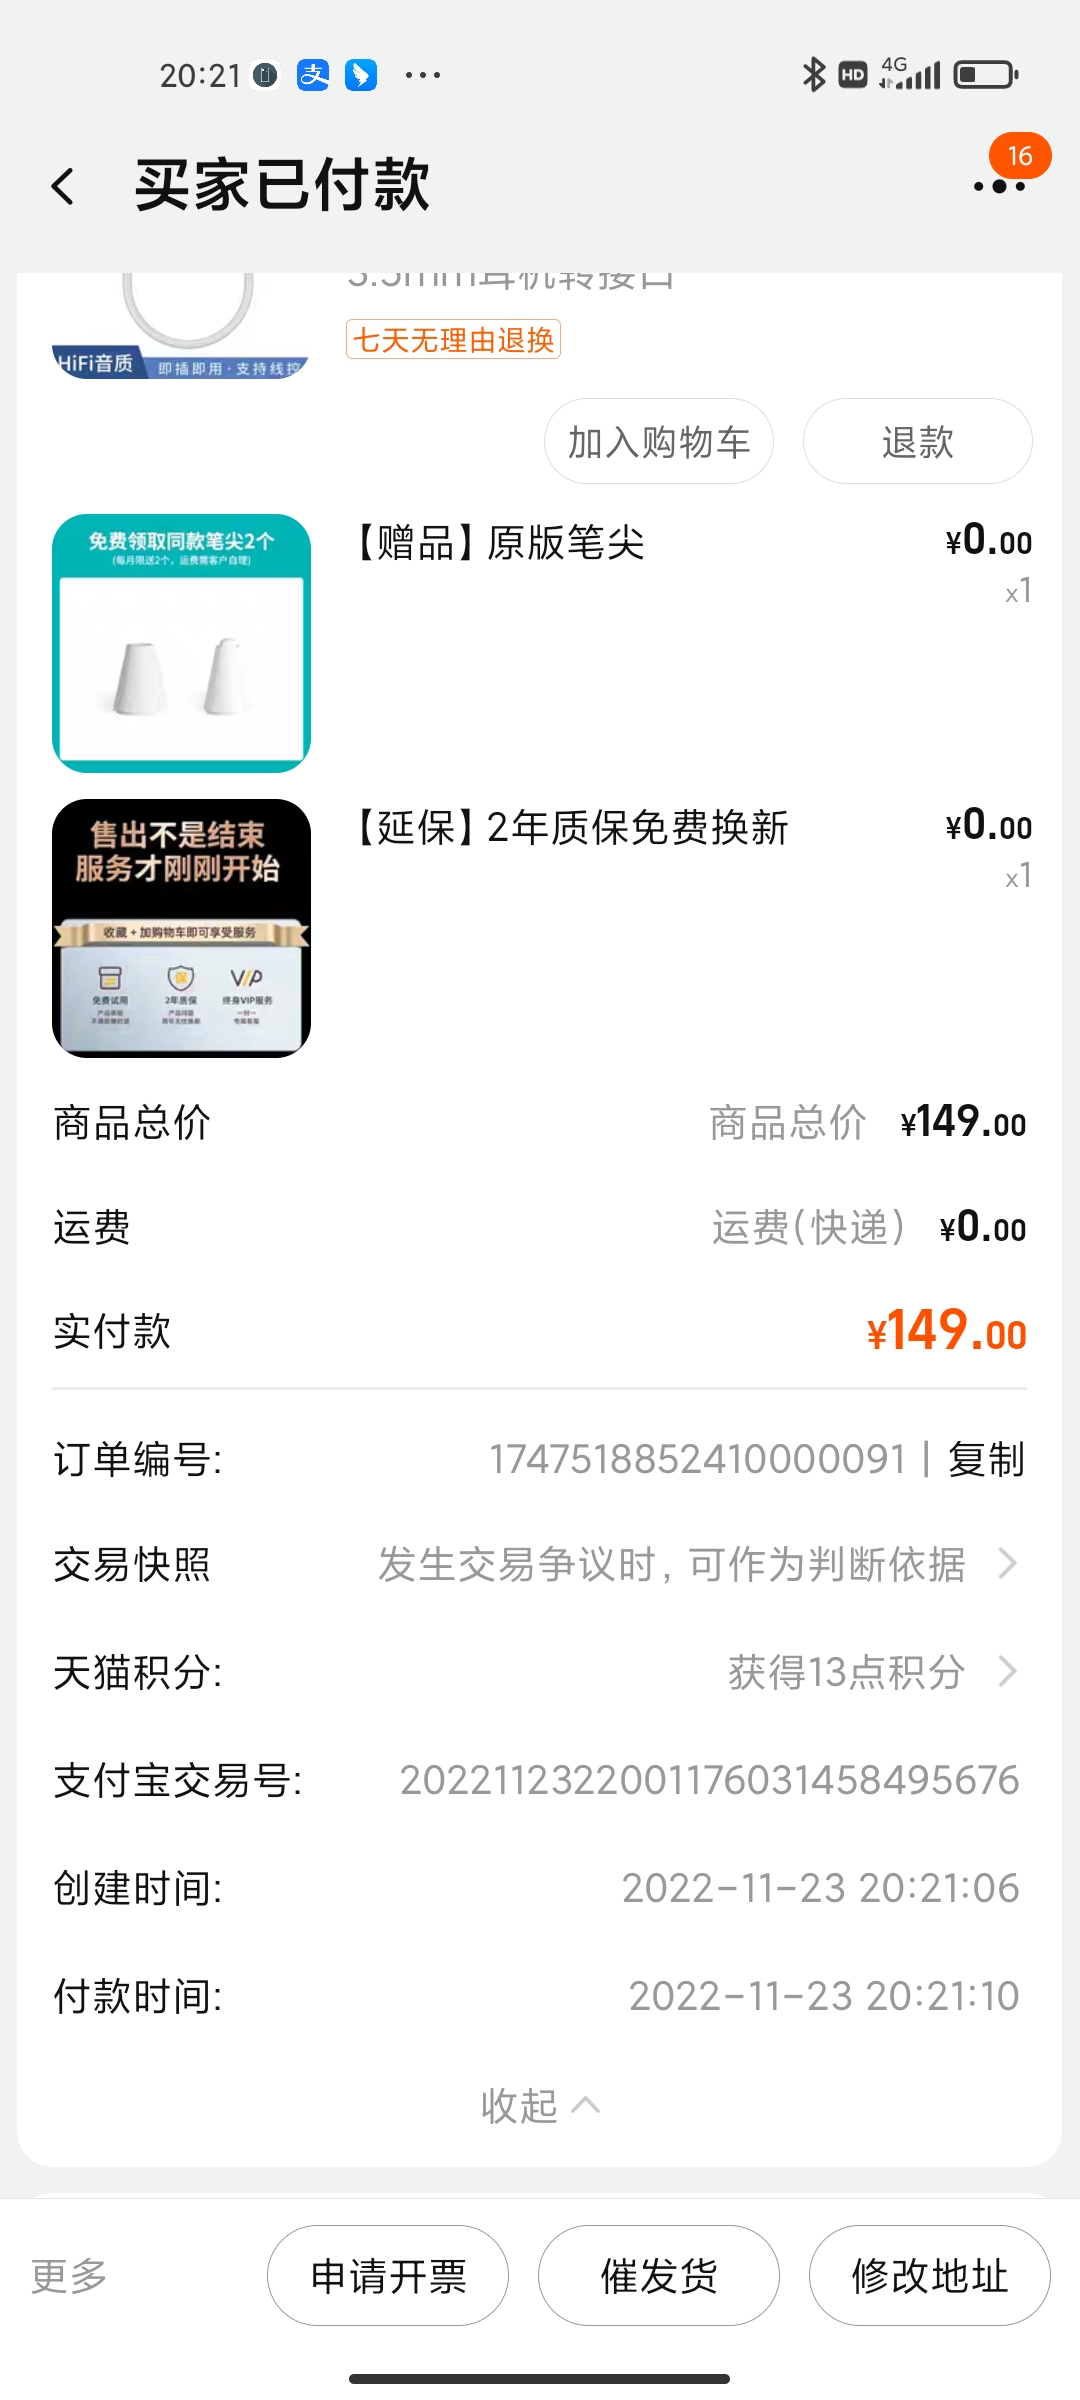 20:21
HD 4G
买家已付款
16
3.5mm耳机转接口
七天无理由退换
HiFi音质
即插即用·支持线控
加入购物车
退款
免费领取同款笔尖2个
(每月限送2个，运费需客户自理)
【赠品】原版笔尖
¥0.00
x1
售出不是结束
服务才刚刚开始
收藏+加购物车即可享受服务
免费试用
2年质保
终身VIP服务
【延保】2年质保免费换新
¥0.00
x1
商品总价
商品总价 ¥149.00
运费
运费(快递) ¥0.00
实付款
¥149.00
订单编号:
1747518852410000091 | 复制
交易快照
发生交易争议时，可作为判断依据
天猫积分:
获得13点积分
支付宝交易号:
2022112322001176031458495676
创建时间:
2022-11-23 20:21:06
付款时间:
2022-11-23 20:21:10
收起
更多
申请开票
催发货
修改地址